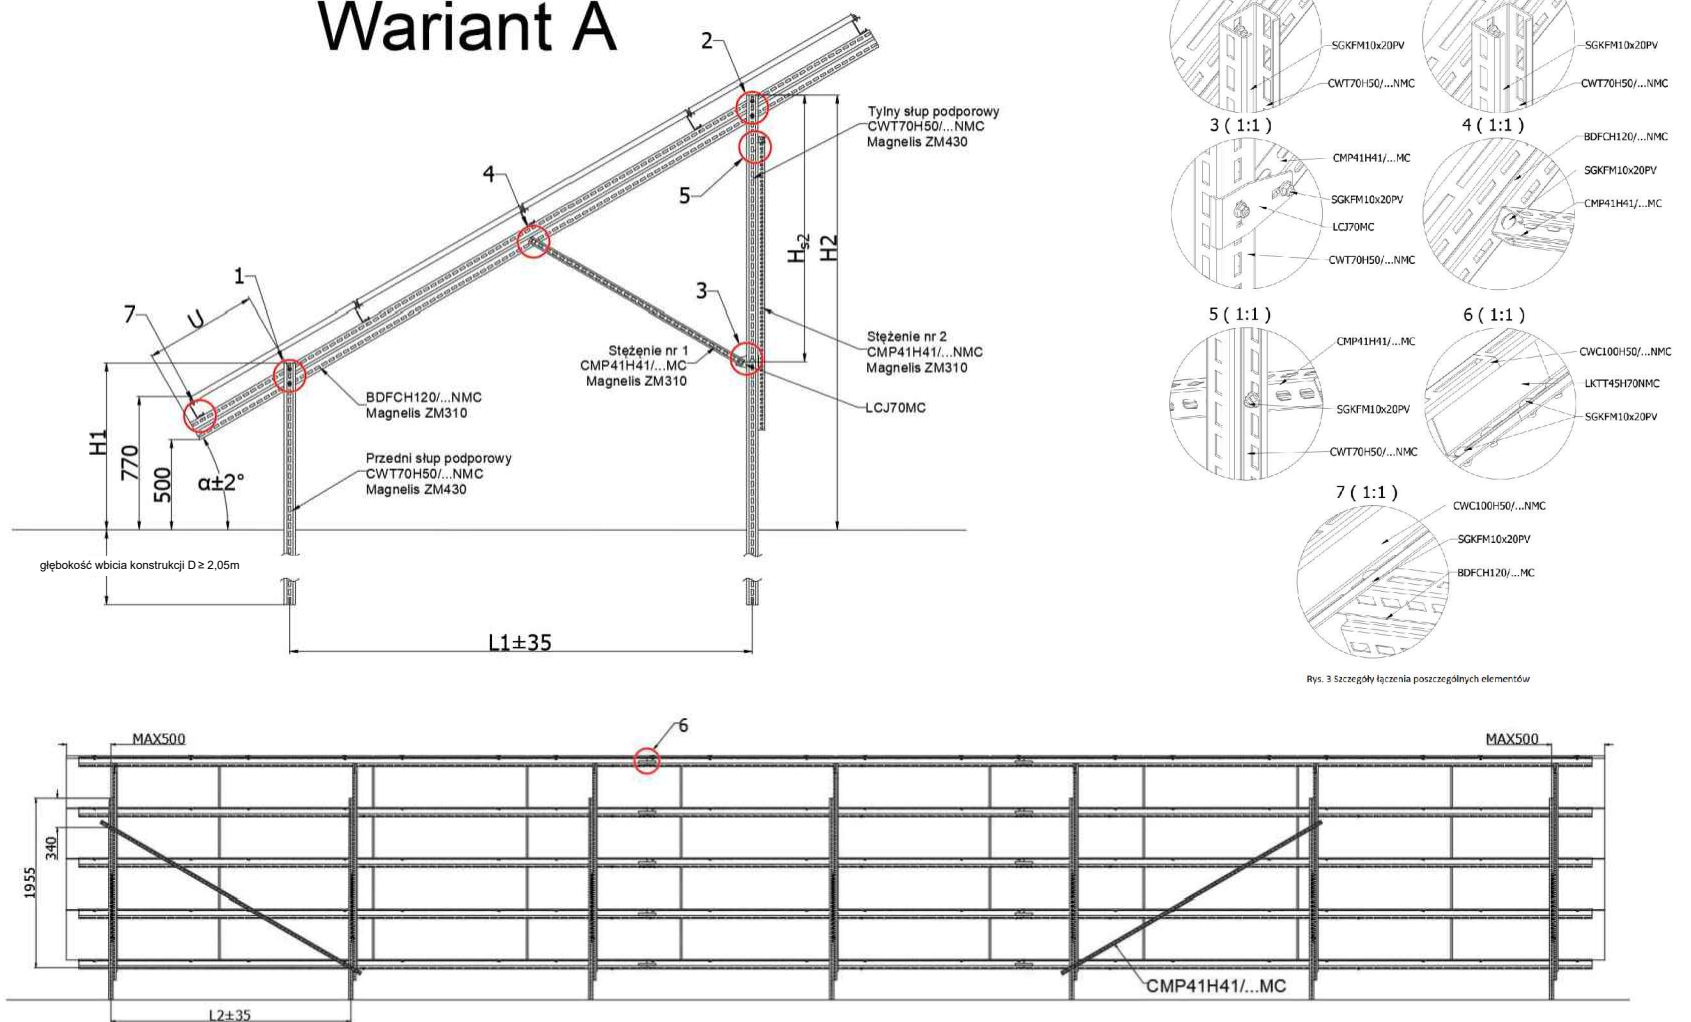 Wariant A
2
Tylny słup podporowy
CWT70H50/...NMC
Magnelis ZM430
4
5
Hs2
H2
1
3
7
U
L
L
Stężenie nr 1
CMP41H41/...MC
Magnelis ZM310
Stężenie nr 2
CMP41H41/...NMC
Magnelis ZM310
LCJ70MC
BDFCH120/...NMC
Magnelis ZM310
H1
770
500
α±2°
Przedni słup podporowy
CWT70H50/...NMC
Magnelis ZM430
głębokość wbicia konstrukcji D ≥ 2,05m
L1±35
SGKFM10x20PV
CWT70H50/...NMC
SGKFM10x20PV
CWT70H50/...NMC
3 ( 1:1 )
CMP41H41/...MC
SGKFM10x20PV
LCJ70MC
CWT70H50/...NMC
4 ( 1:1 )
BDFCH120/...NMC
SGKFM10x20PV
CMP41H41/...MC
5 ( 1:1 )
CMP41H41/...MC
SGKFM10x20PV
CWT70H50/...NMC
6 ( 1:1 )
CWC100H50/...NMC
LKTT45H70NMC
SGKFM10x20PV
7 ( 1:1 )
CWC100H50/...NMC
SGKFM10x20PV
BDFCH120/...MC
Rys. 3 Szczegóły łączenia poszczególnych elementów
6
MAX500
MAX500
340
1955
CMP41H41/...MC
L2±35